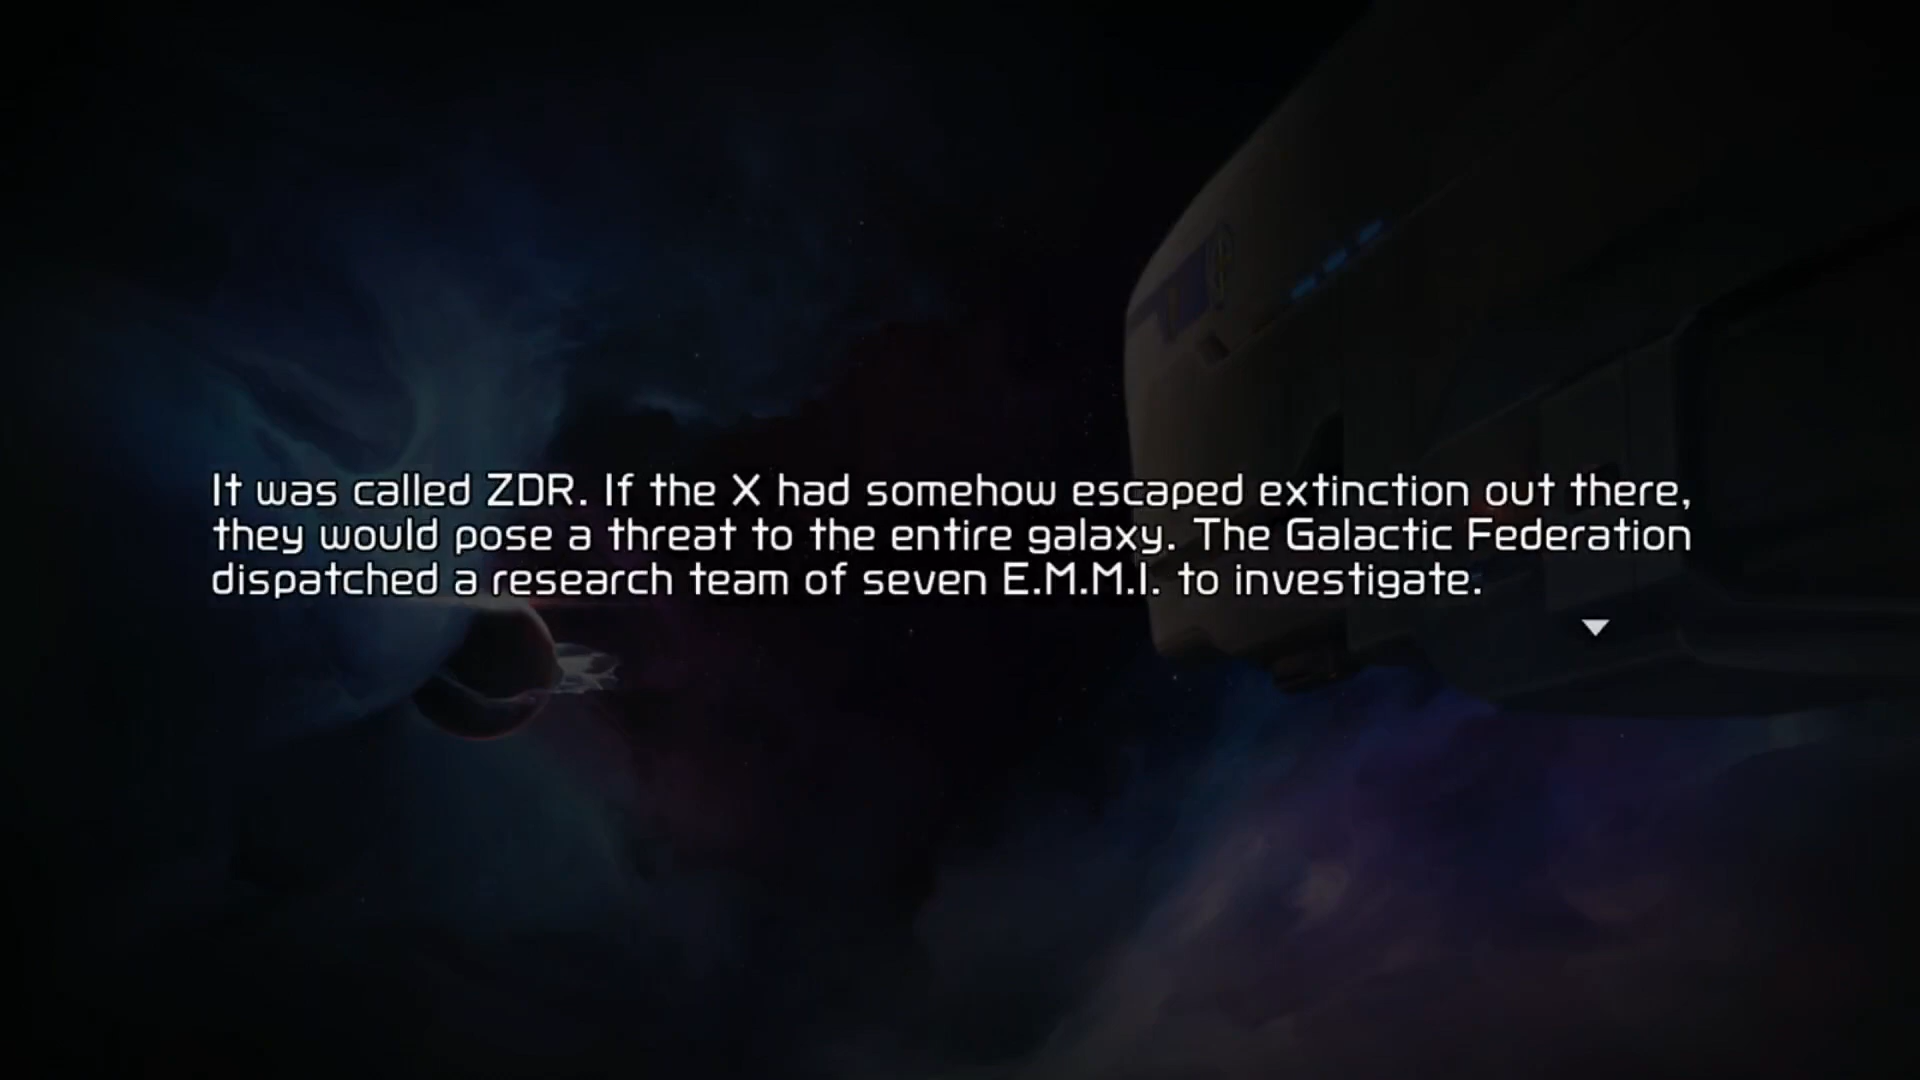 It was called ZDR. If the X had somehow escaped extinction out there,
they would pose a threat to the entire galaxy. The Galactic Federation
dispatched a research team of seven E.M.M.I. to investigate.